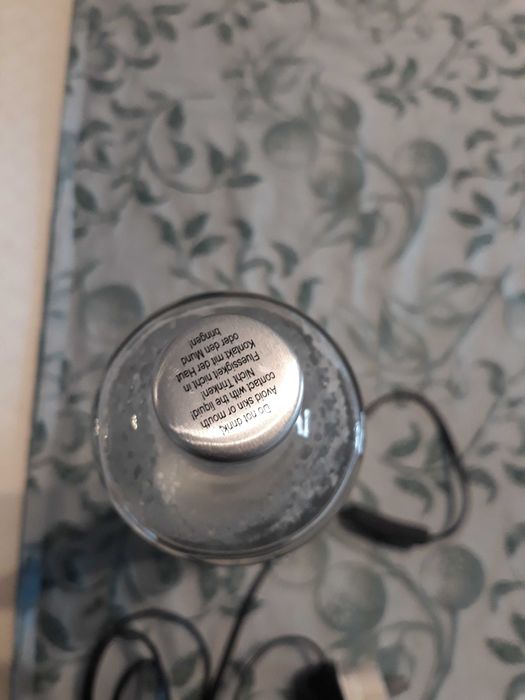 Do not drink!
Avoid skin or mouth
contact with the liquid!
Nicht Trinken!
Fluessigkeit nicht in
Kontakt mit der Haut
oder den Mund
bringen!